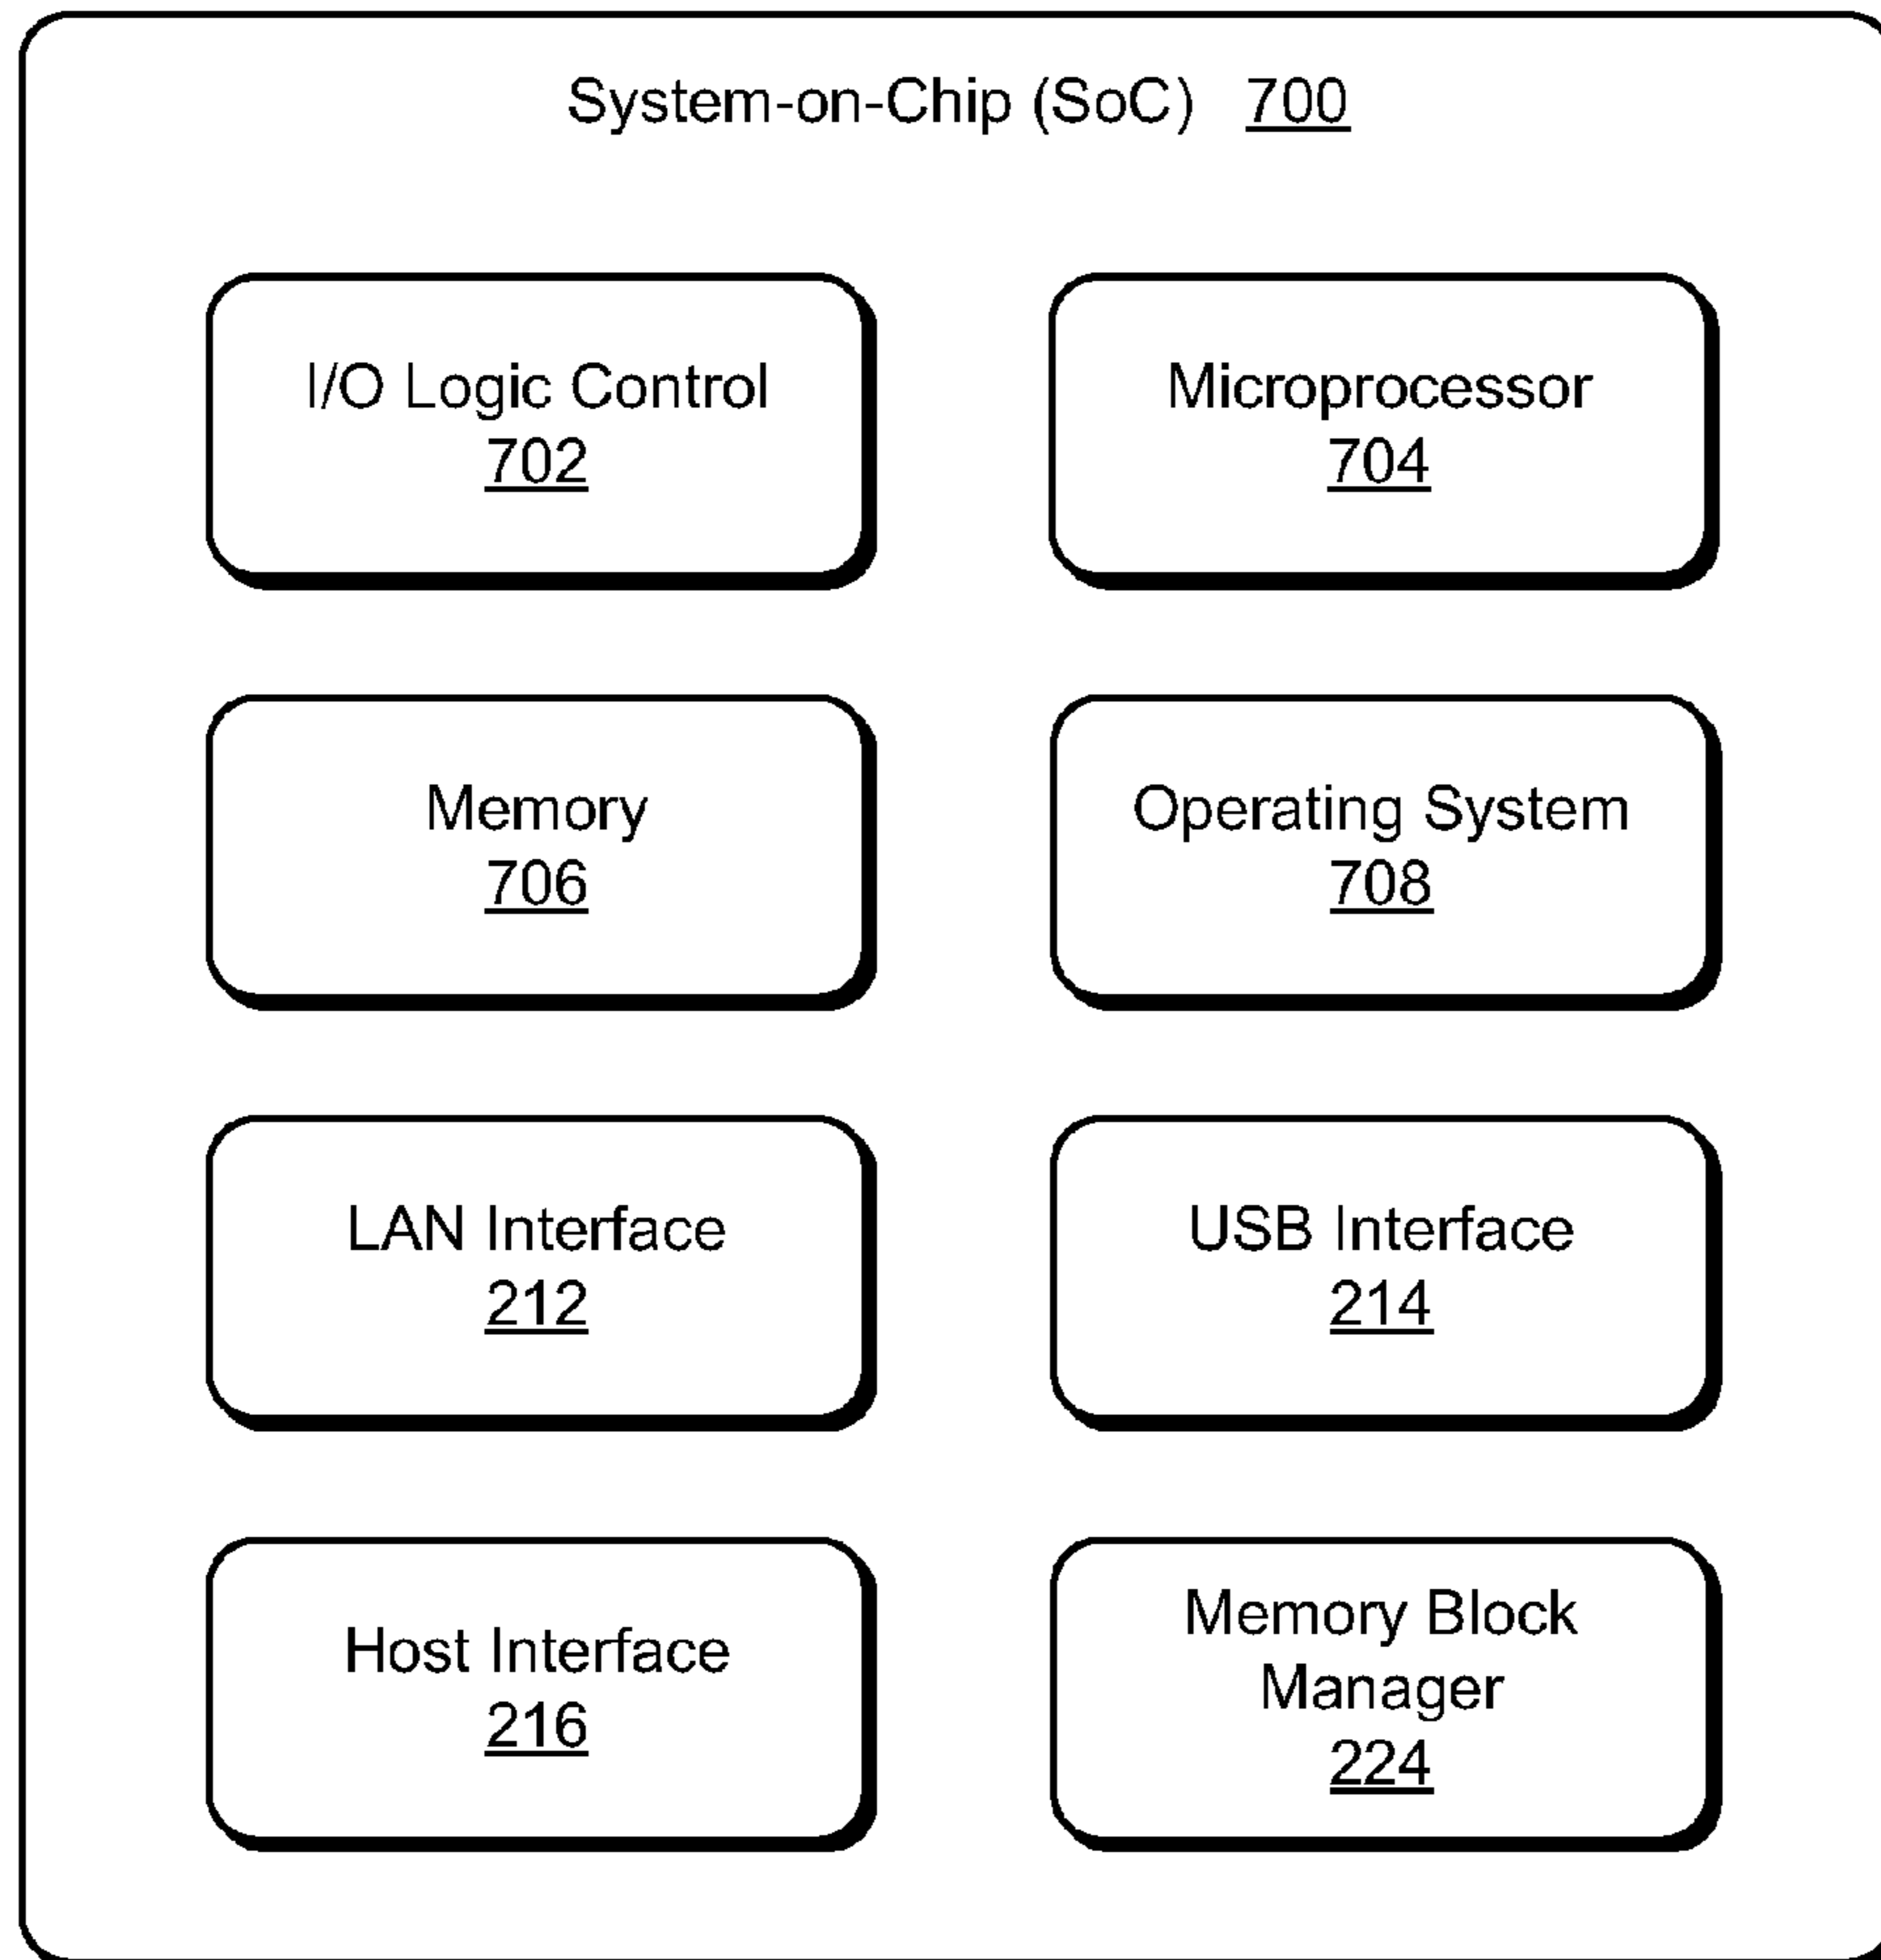 System-on-Chip (SoC) 700
I/O Logic Control
702
Microprocessor
704
Memory
706
Operating System
708
LAN Interface
212
USB Interface
214
Host Interface
216
Memory Block
Manager
224